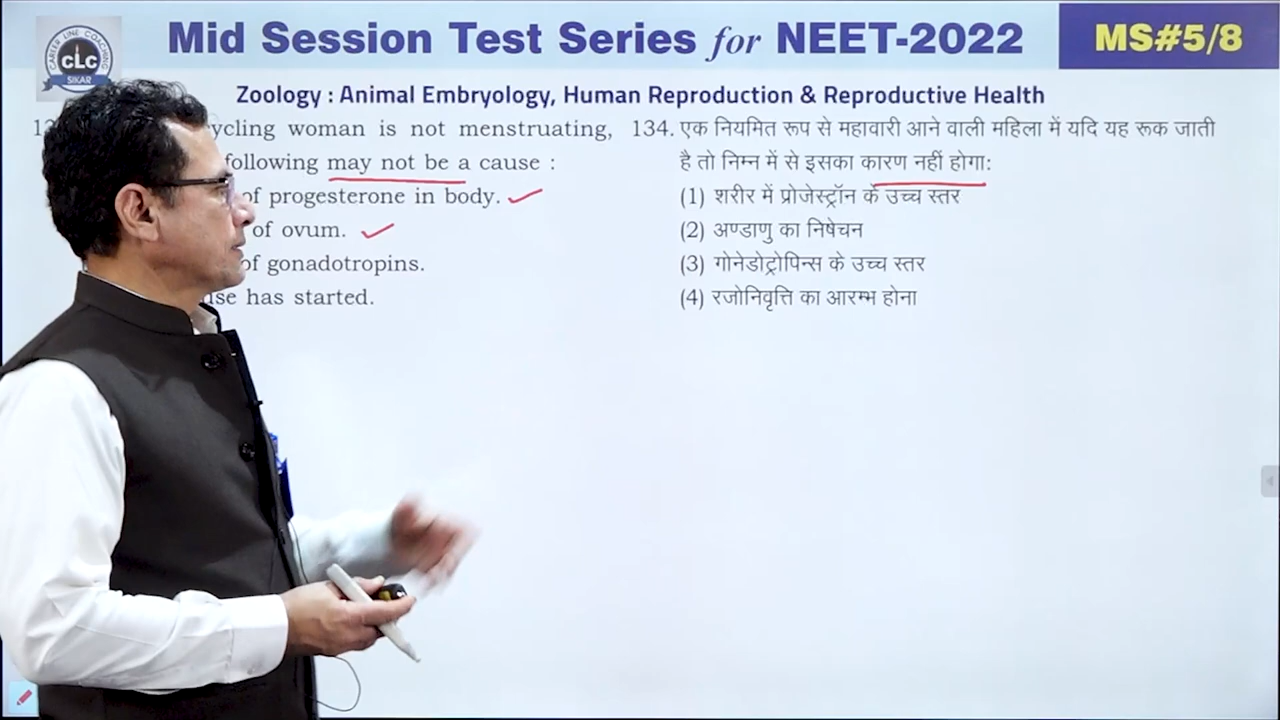 Mid Session Test Series for NEET-2022
MS#5/8
CAREER LINE COACHING
CLC
SIKAR
Zoology : Animal Embryology, Human Reproduction & Reproductive Health
woman is not menstruating,
following may not be a cause :
of progesterone in body.
of ovum.
of gonadotropins.
has started.
134. एक नियमित रूप से महावारी आने वाली महिला में यदि यह रूक जाती
है तो निम्न में से इसका कारण नहीं होगा:
(1) शरीर में प्रोजेस्ट्रॉन के उच्च स्तर
(2) अण्डाणु का निषेचन
(3) गोनेडोट्रोपिन्स के उच्च स्तर
(4) रजोनिवृत्ति का आरम्भ होना